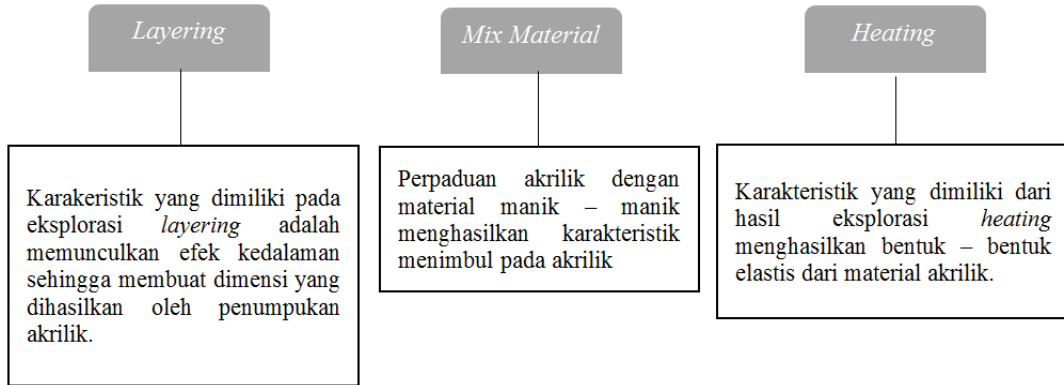 Layering
Karakeristik yang dimiliki pada
eksplorasi layering adalah
memunculkan efek kedalaman
sehingga membuat dimensi yang
dihasilkan oleh penumpukan
akrilik.
Mix Material
Perpaduan akrilik dengan
material manik – manik
menghasilkan karakteristik
menimbul pada akrilik
Heating
Karakteristik yang dimiliki dari
hasil eksplorasi heating
menghasilkan bentuk – bentuk
elastis dari material akrilik.